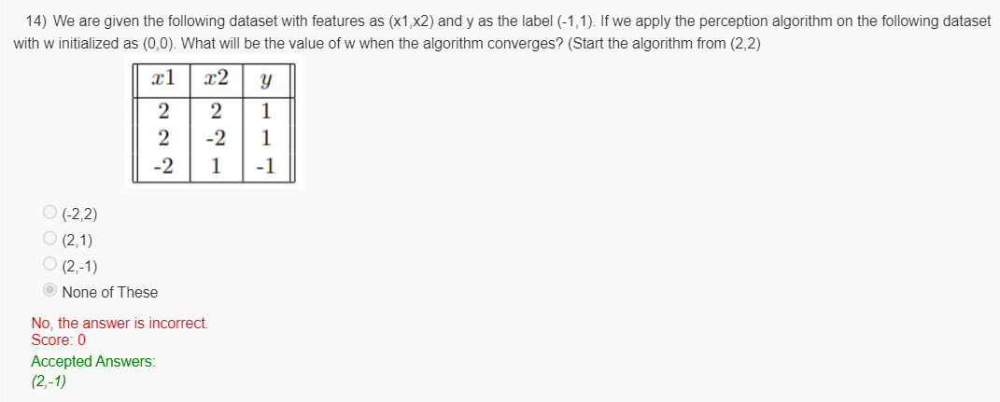 14) We are given the following dataset with features as (x1,x2) and y as the label (-1,1). If we apply the perception algorithm on the following dataset
with w initialized as (0,0). What will be the value of w when the algorithm converges? (Start the algorithm from (2,2)
x1 x2 y
2 2 1
2 -2 1
-2 1 -1
(-2,2)
(2,1)
(2,-1)
None of These
No, the answer is incorrect.
Score: 0
Accepted Answers:
(2,-1)